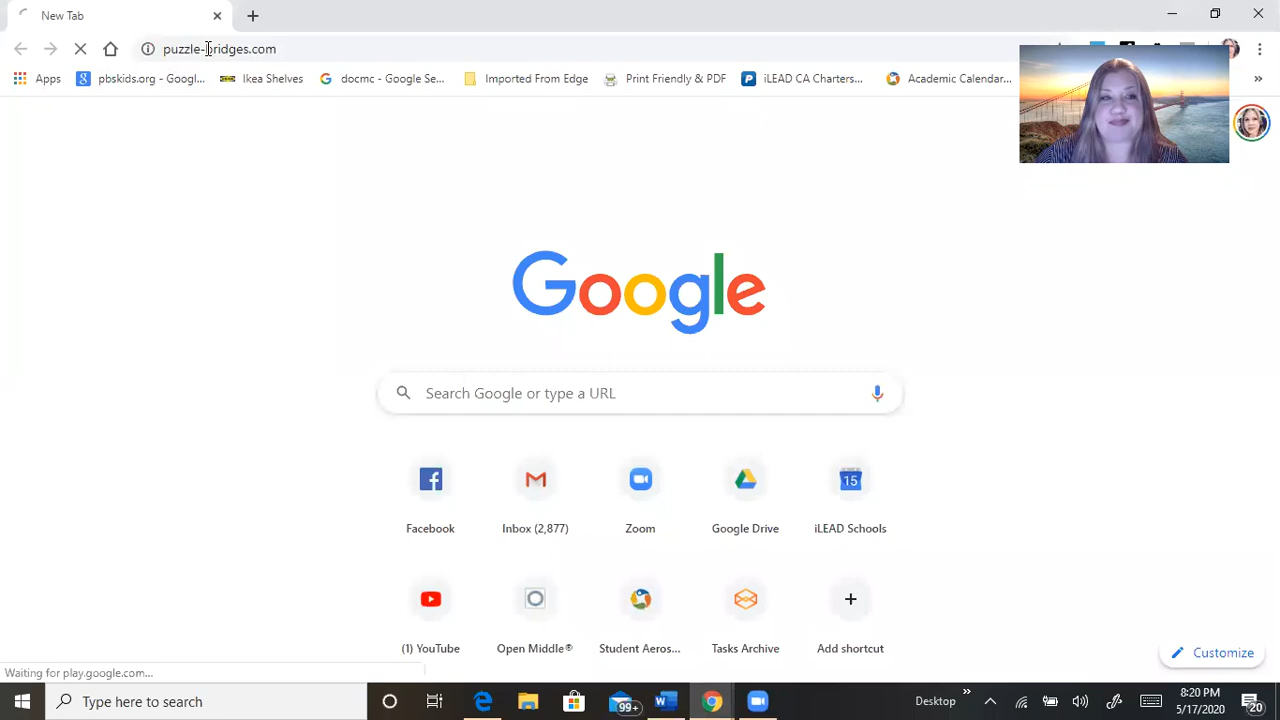 New Tab
puzzle-bridges.com
Apps pbskids.org - Googl... Ikea Shelves docmc - Google Se... Imported From Edge Print Friendly & PDF iLEAD CA Charters... Academic Calendar... »
Google
Search Google or type a URL
15
Facebook Inbox (2,877) Zoom Google Drive iLEAD Schools
(1) YouTube Open Middle® Student Aeros... Tasks Archive Add shortcut
Customize
Waiting for play.google.com...
Type here to search 99+ Desktop » 8:20 PM
5/17/2020 20